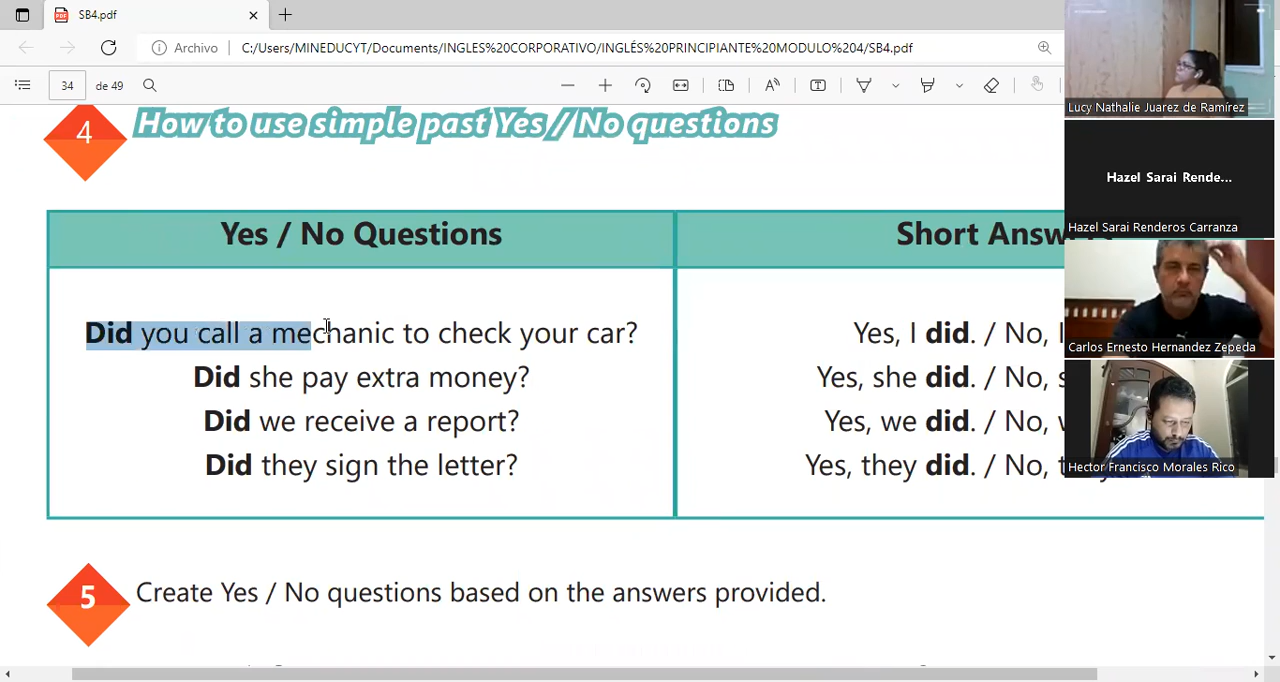 SB4.pdf
Archivo
C:/Users/MINEDUCYT/Documents/INGLES%20CORPORATIVO/INGLÉS%20PRINCIPIANTE%20MODULO%204/SB4.pdf
34
de 49
4
How to use simple past Yes / No questions
Yes / No Questions
Short
Did you call a mechanic to check your car?
Yes, I did. / No,
Did she pay extra money?
Yes, she did. / No,
Did we receive a report?
Yes, we did. / No,
Did they sign the letter?
Yes, they did. / No,
5
Create Yes / No questions based on the answers provided.
Lucy Nathalie Juarez de Ramírez
Hazel Sarai Rende...
Hazel Sarai Renderos Carranza
Carlos Ernesto Hernandez Zepeda
Hector Francisco Morales Rico